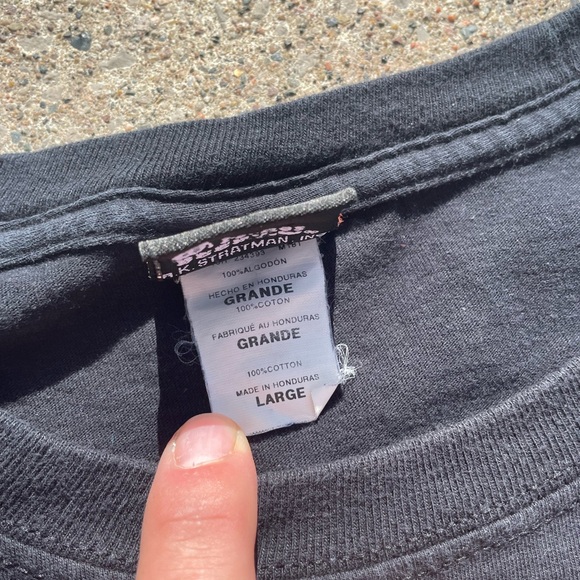 K. STRATMAN, INC
100% ALGODON
HECHO EN HONDURAS
GRANDE
100% COTON
FABRIQUÉ AU HONDURAS
GRANDE
100% COTTON
MADE IN HONDURAS
LARGE